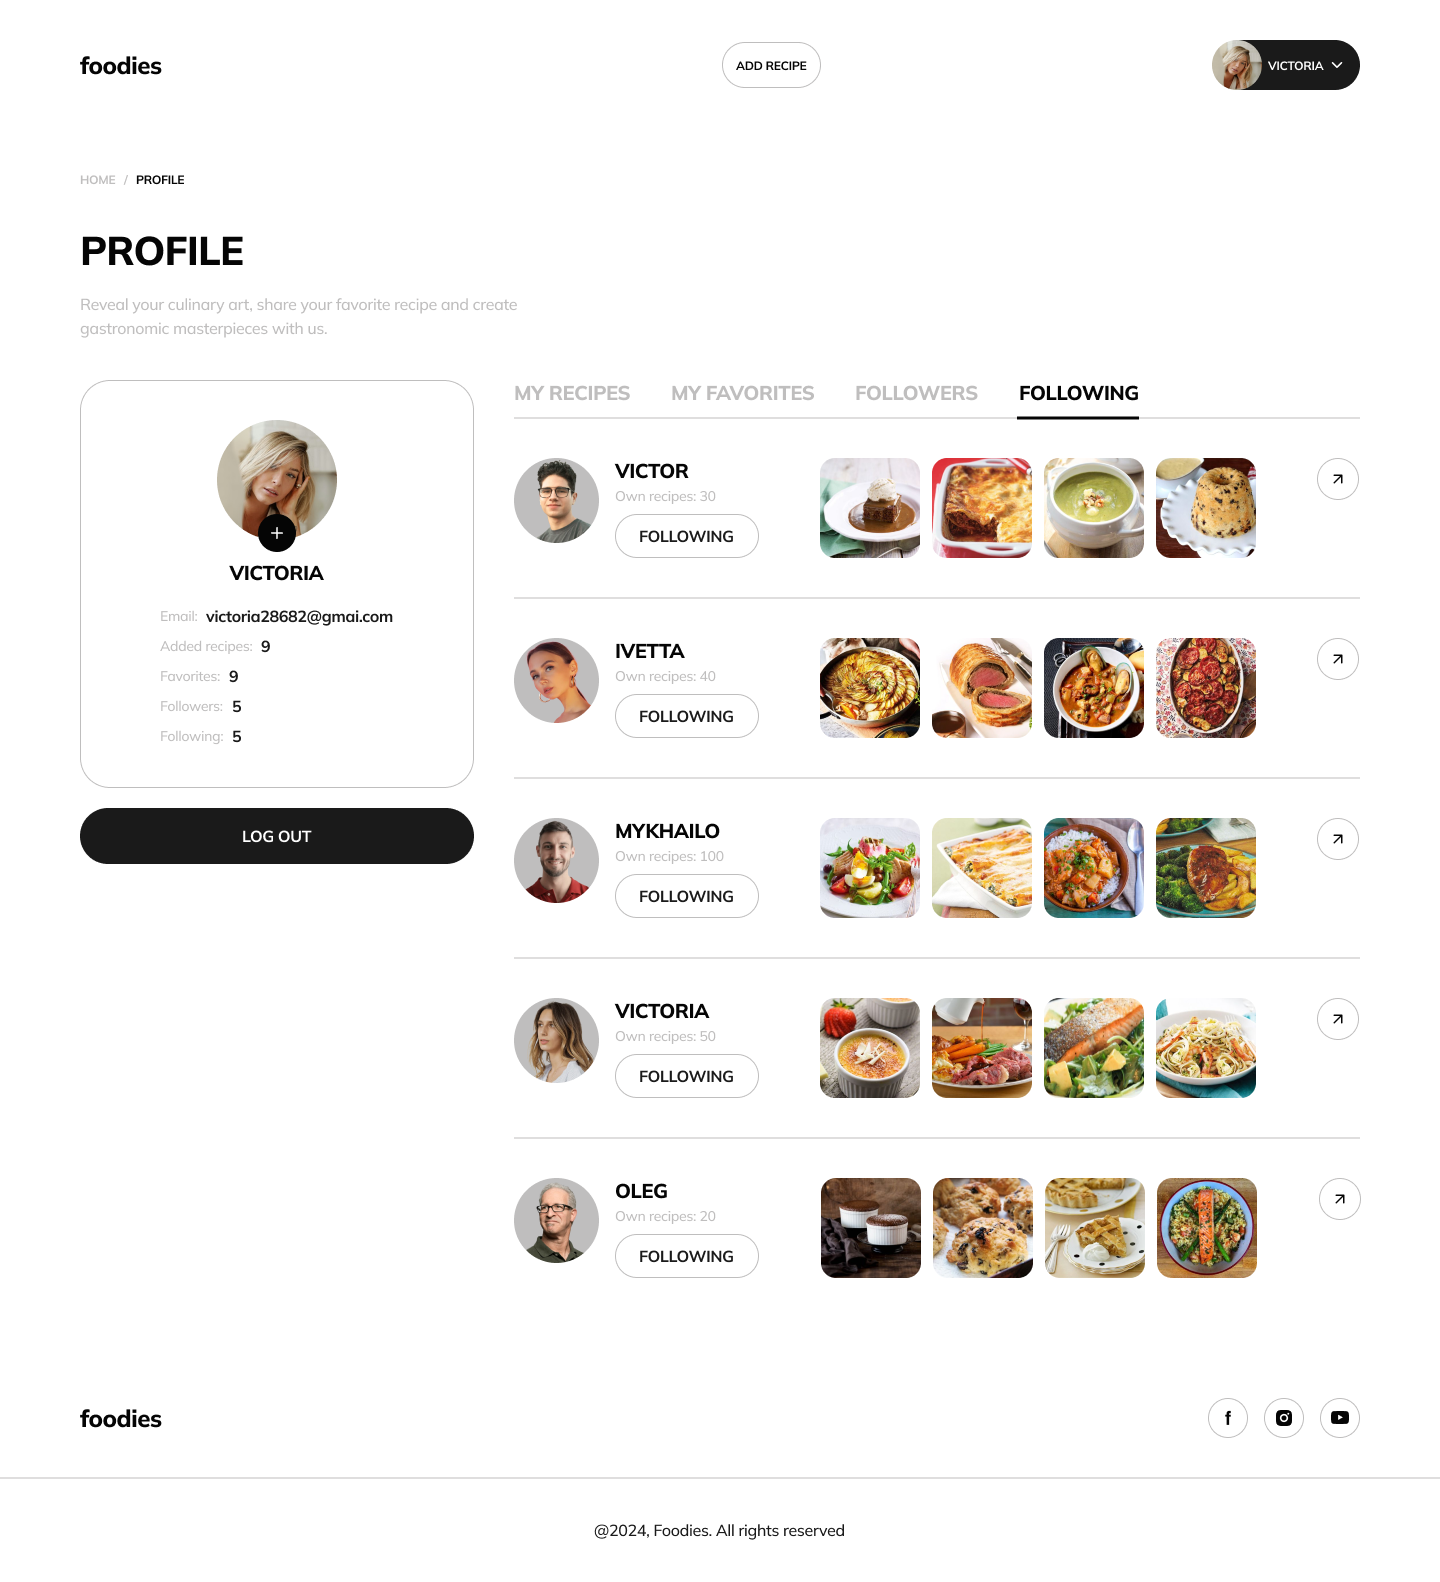 foodies
ADD RECIPE
VICTORIA
HOME / PROFILE
PROFILE
Reveal your culinary art, share your favorite recipe and create
gastronomic masterpieces with us.
VICTORIA
Email: victoria28682@gmai.com
Added recipes: 9
Favorites: 9
Followers: 5
Following: 5
LOG OUT
MY RECIPES MY FAVORITES FOLLOWERS FOLLOWING
VICTOR
Own recipes: 30
FOLLOWING
IVETTA
Own recipes: 40
FOLLOWING
MYKHAILO
Own recipes: 100
FOLLOWING
VICTORIA
Own recipes: 50
FOLLOWING
OLEG
Own recipes: 20
FOLLOWING
foodies
@2024, Foodies. All rights reserved